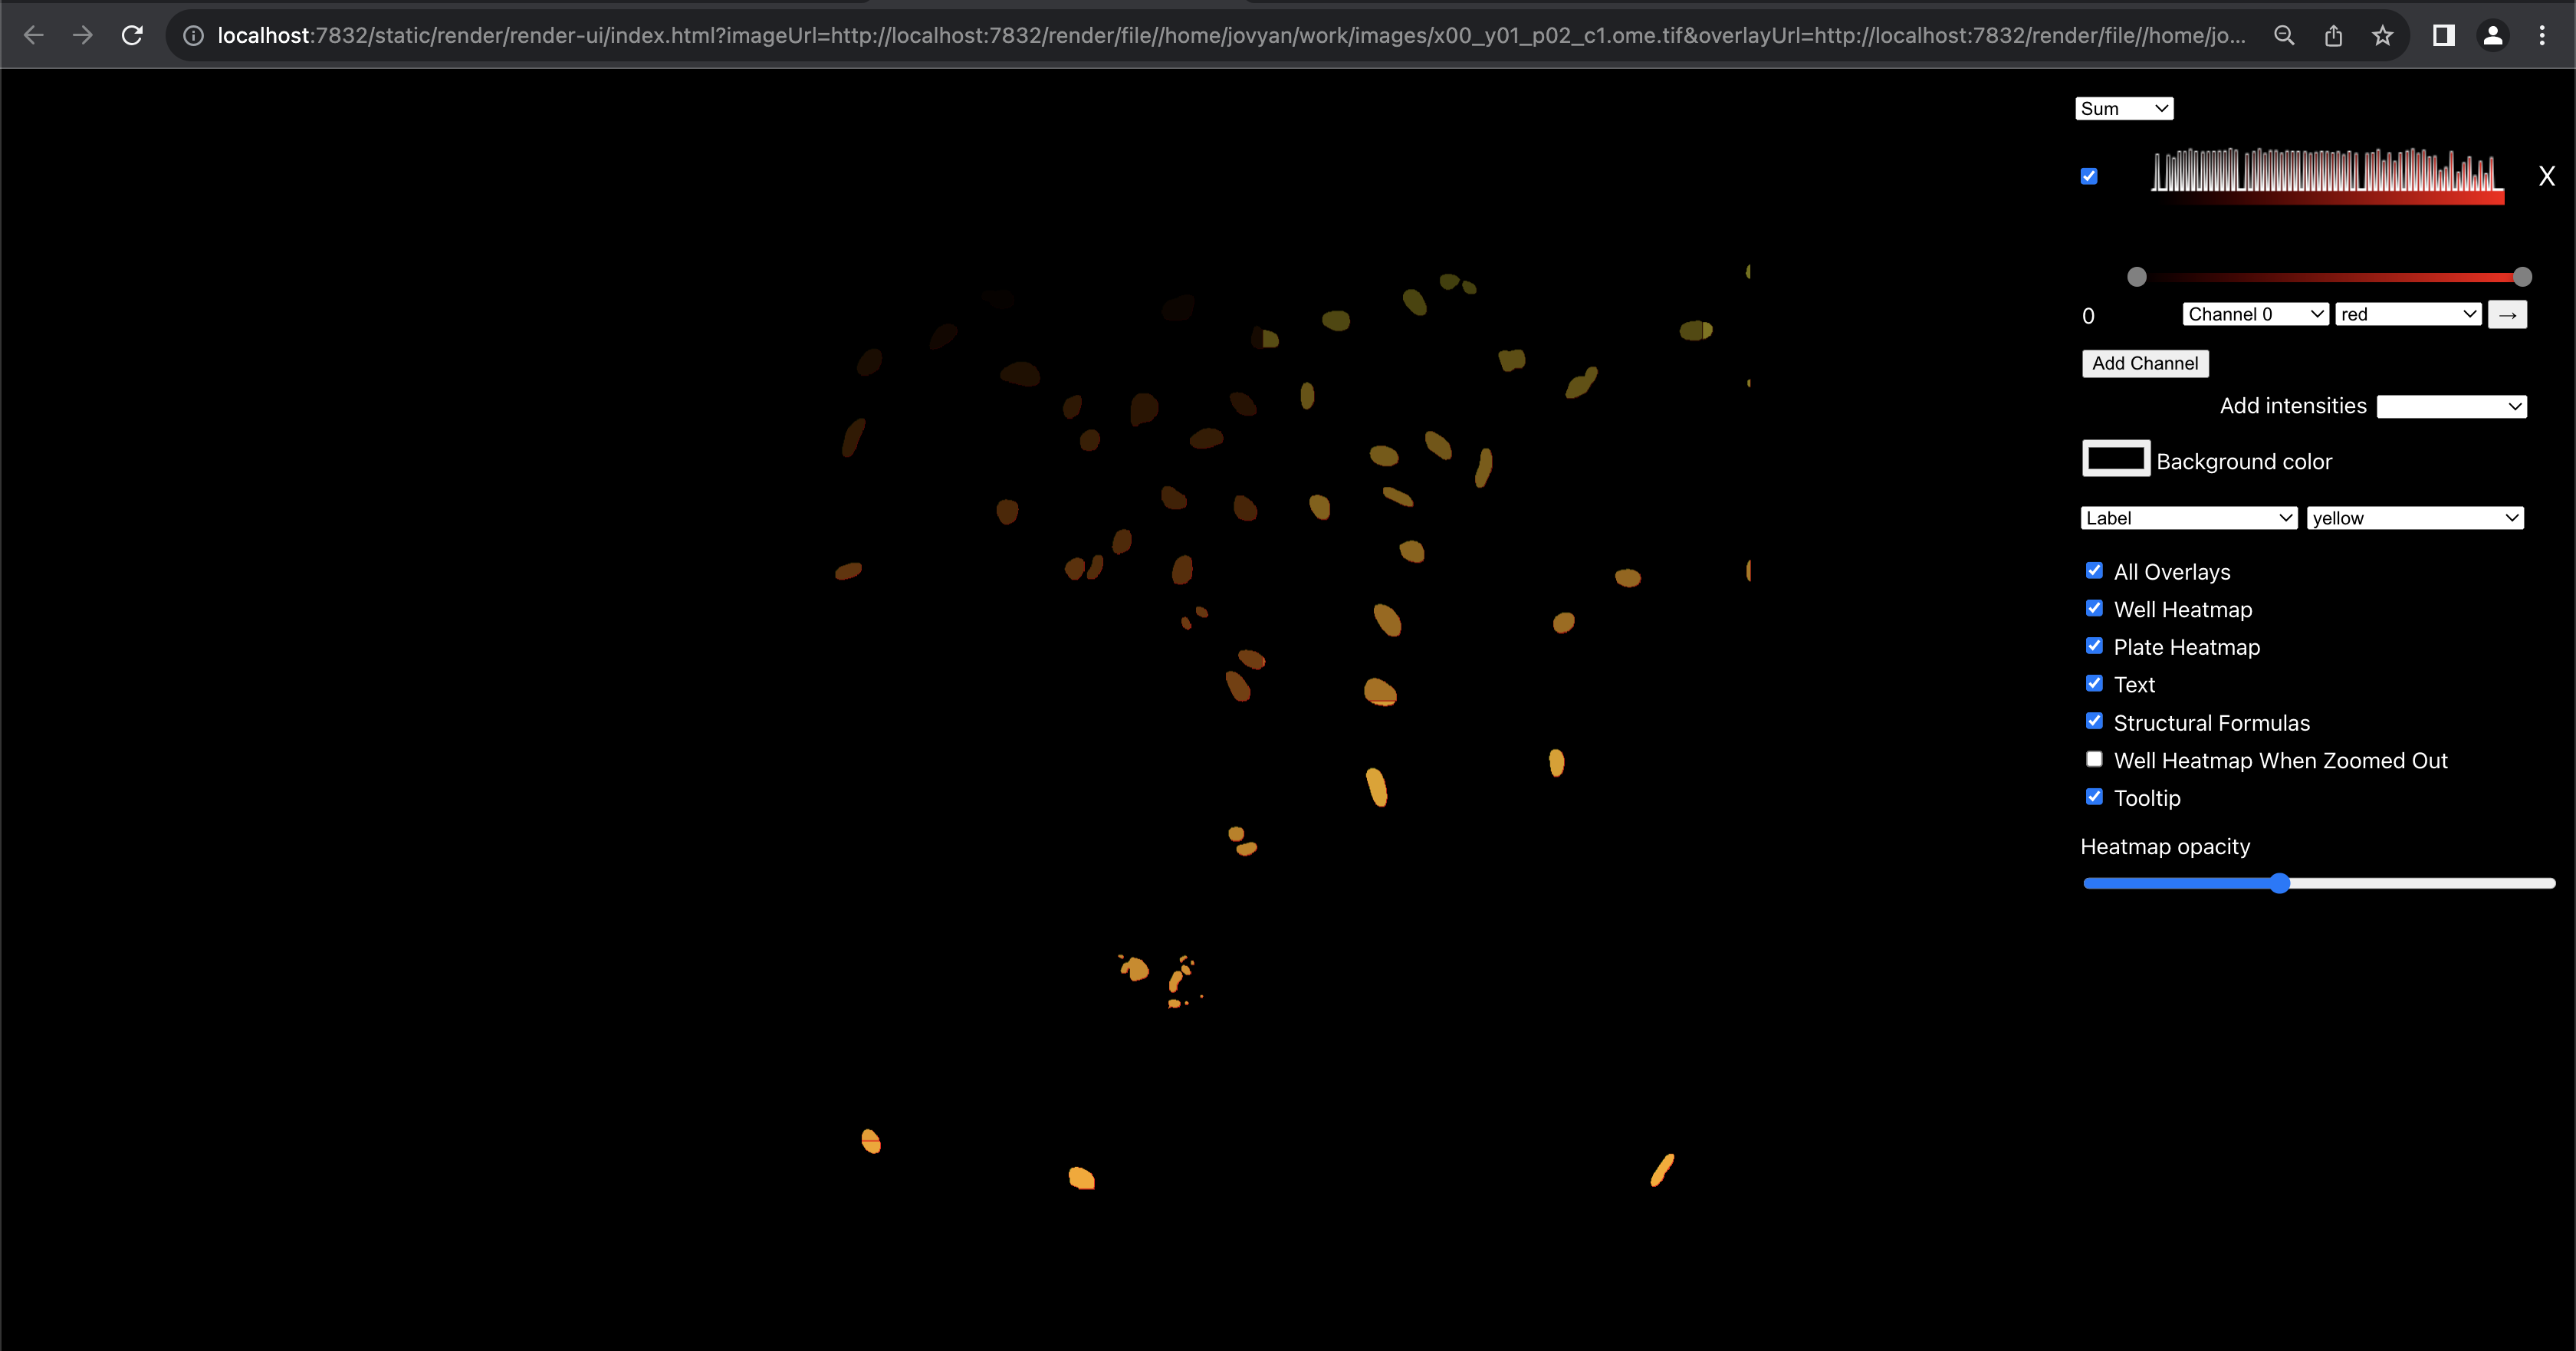 localhost:7832/static/render/render-ui/index.html?imageUrl=http://localhost:7832/render/file//home/jovyan/work/images/x00_y01_p02_c1.ome.tif&overlayUrl=http://localhost:7832/render/file//home/jo...
Sum
X
0
Channel 0
red
→
Add Channel
Add intensities
Background color
Label
yellow
All Overlays
Well Heatmap
Plate Heatmap
Text
Structural Formulas
Well Heatmap When Zoomed Out
Tooltip
Heatmap opacity